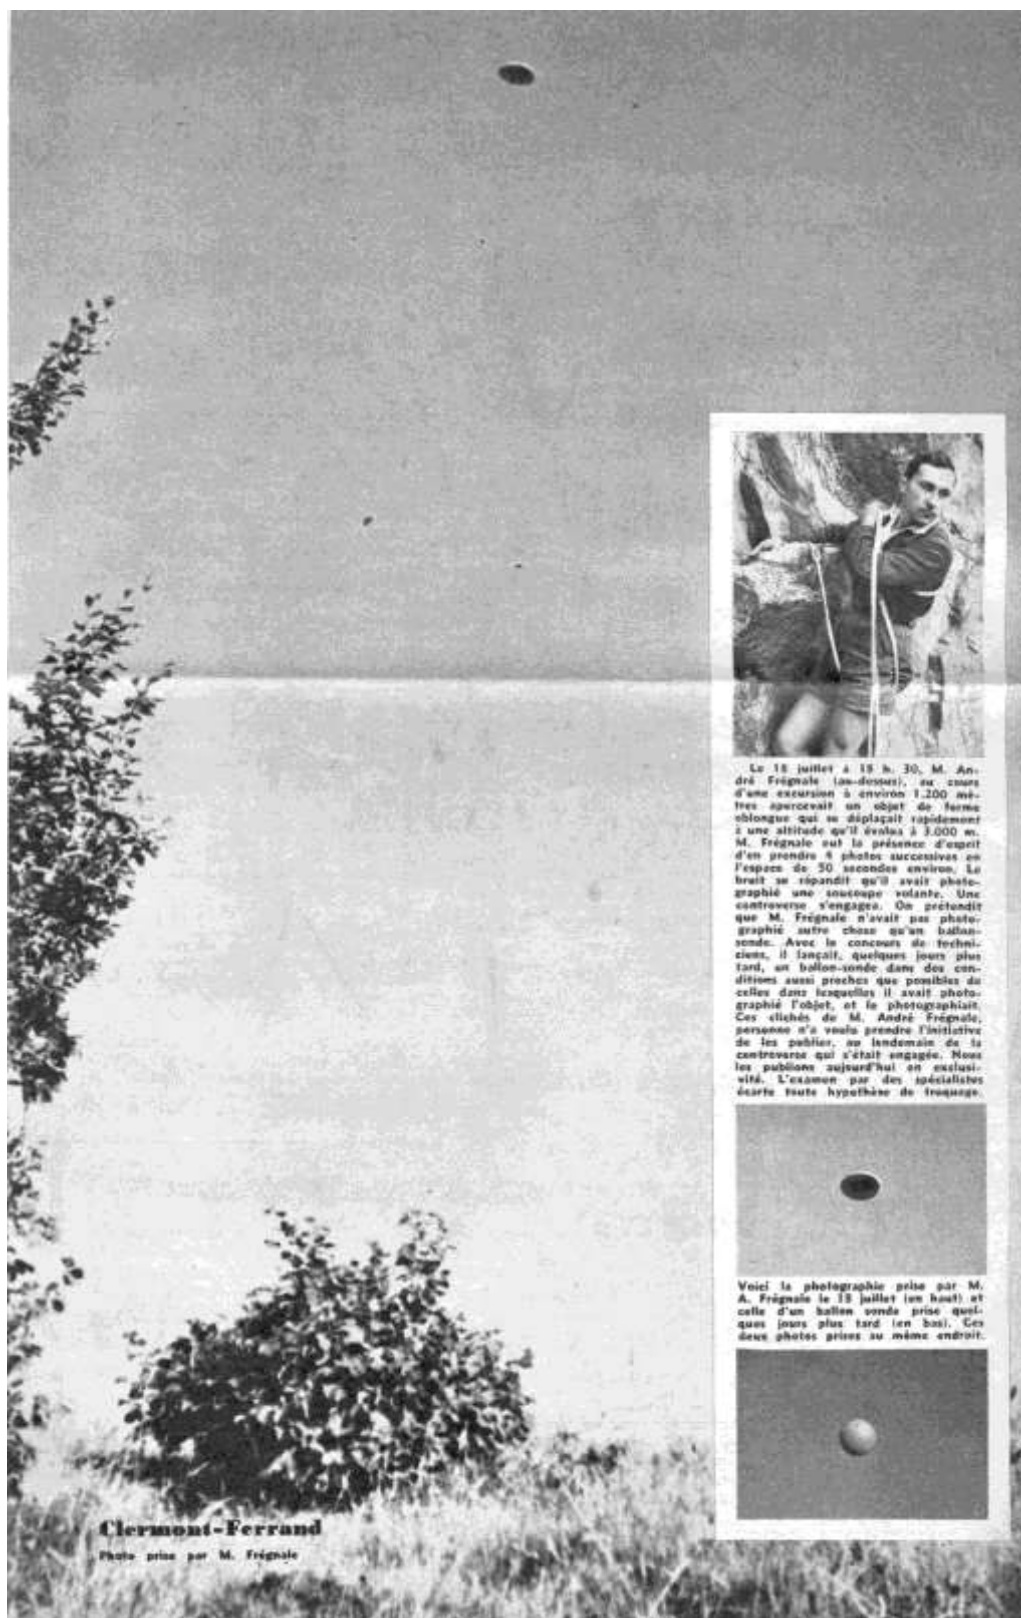 Le 18 juillet à 18 h. 30, M. An-
dré Frégnale (au-dessus), au cours
d'une excursion à environ 1.200 mè-
tres apercevait un objet de forme
oblongue qui se déplaçait rapidement
à une altitude qu'il évalua à 3.000 m.
M. Frégnale eut la présence d'esprit
d'en prendre 4 photos successives en
l'espace de 50 secondes environ. Le
bruit se répandit qu'il avait photo-
graphié une soucoupe volante. Une
controverse s'engagea. On prétendit
que M. Frégnale n'avait pas photo-
graphié autre chose qu'un ballon-
sonde. Avec le concours de techni-
ciens, il lançait, quelques jours plus
tard, un ballon-sonde dans des con-
ditions aussi proches que possibles de
celles dans lesquelles il avait photo-
graphié l'objet, et le photographiait.
Ces clichés de M. André Frégnale,
personne n'a voulu prendre l'initiative
de les publier, au lendemain de la
controverse qui s'était engagée. Nous
les publions aujourd'hui en exclusi-
vité. L'examen par des spécialistes
écarte toute hypothèse de truquage.
Voici la photographie prise par M.
A. Frégnale le 18 juillet (en haut) et
celle d'un ballon sonde prise quel-
ques jours plus tard (en bas). Ces
deux photos prises au même endroit.
Clermont-Ferrand
Photo prise par M. Frégnale